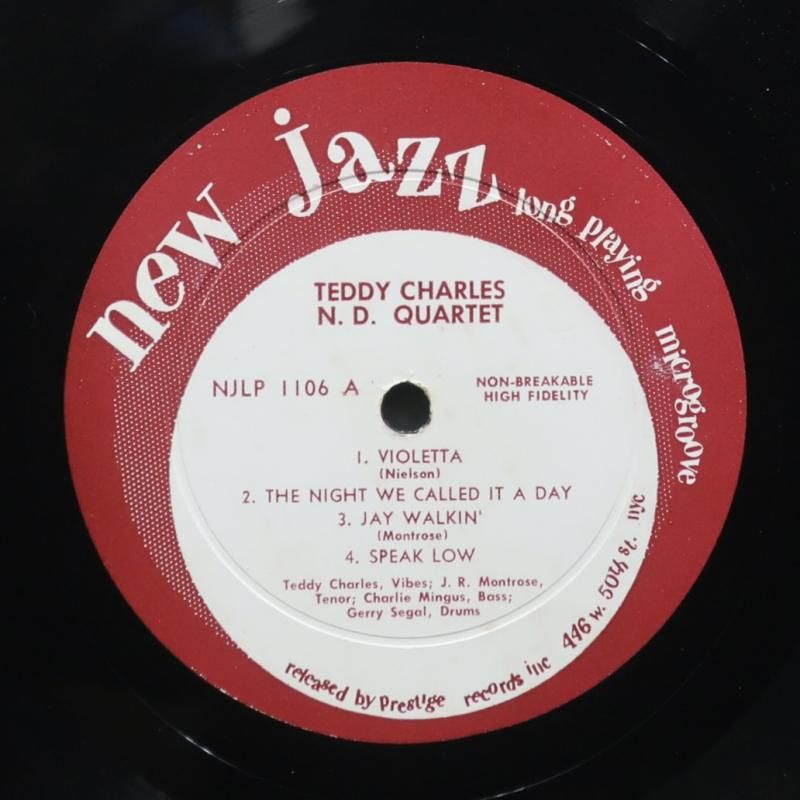 new jazz long playing microgroove
TEDDY CHARLES
N. D. QUARTET
NJLP 1106 A
NON-BREAKABLE
HIGH FIDELITY
1. VIOLETTA
(Nielson)
2. THE NIGHT WE CALLED IT A DAY
3. JAY WALKIN'
(Montrose)
4. SPEAK LOW
Teddy Charles, Vibes; J. R. Montrose,
Tenor; Charlie Mingus, Bass;
Gerry Segal, Drums
released by Prestige records inc 446 w. 50th st. nyc